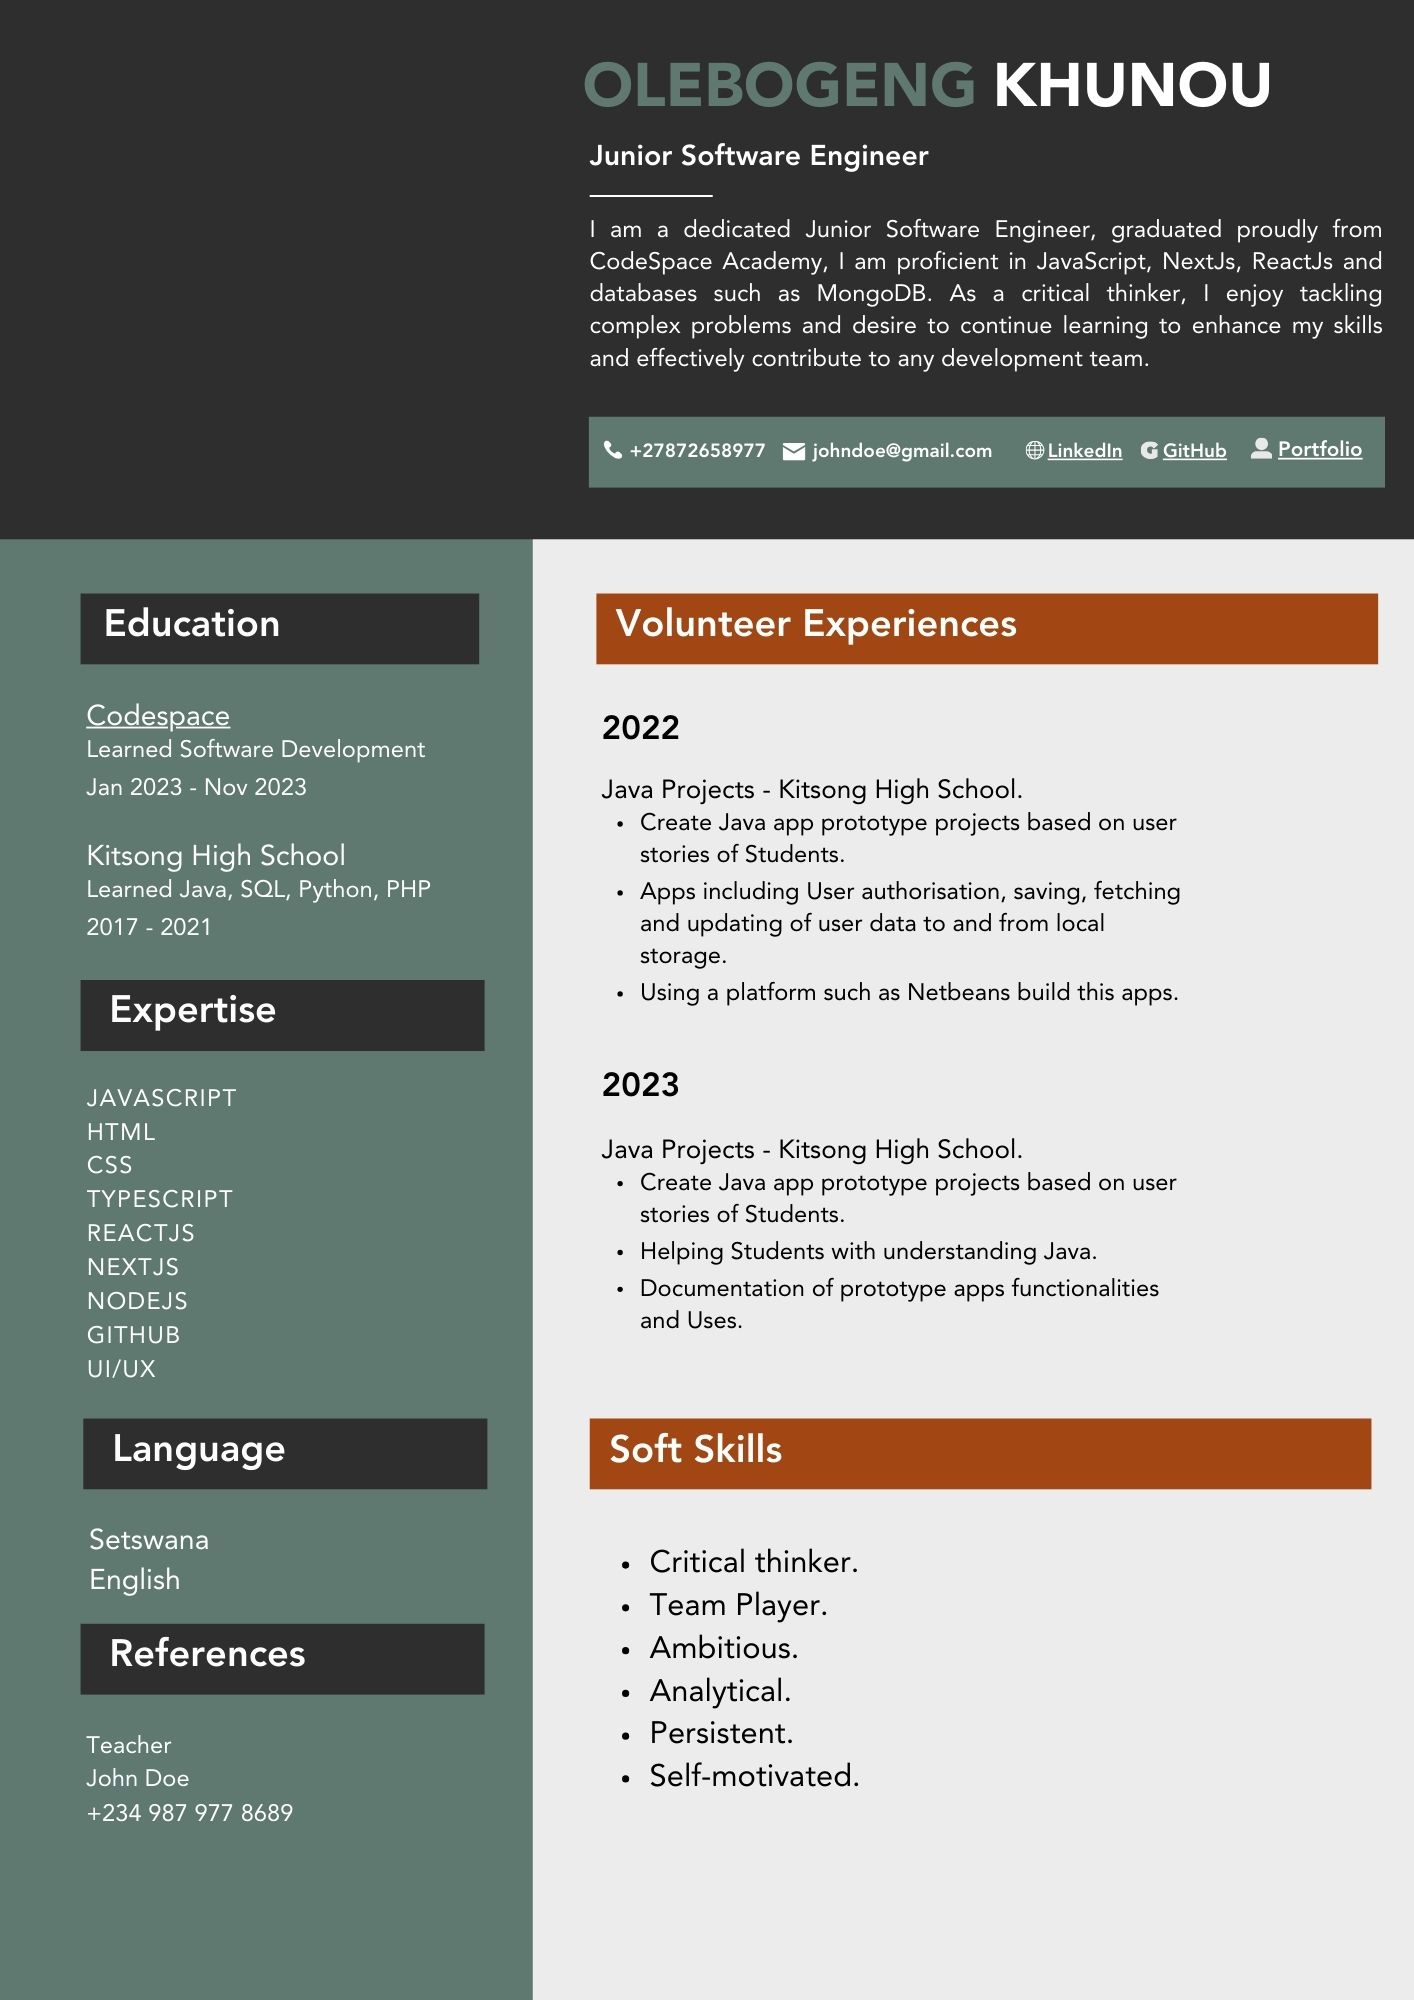 OLEBOGENG KHUNOU
Junior Software Engineer
I am a dedicated Junior Software Engineer, graduated proudly from
CodeSpace Academy, I am proficient in JavaScript, NextJs, ReactJs and
databases such as MongoDB. As a critical thinker, I enjoy tackling
complex problems and desire to continue learning to enhance my skills
and effectively contribute to any development team.
+27872658977 johndoe@gmail.com LinkedIn GitHub Portfolio
Education
Codespace
Learned Software Development
Jan 2023 - Nov 2023
Kitsong High School
Learned Java, SQL, Python, PHP
2017 - 2021
Expertise
JAVASCRIPT
HTML
CSS
TYPESCRIPT
REACTJS
NEXTJS
NODEJS
GITHUB
UI/UX
Language
Setswana
English
References
Teacher
John Doe
+234 987 977 8689
Volunteer Experiences
2022
Java Projects - Kitsong High School.
• Create Java app prototype projects based on user
stories of Students.
• Apps including User authorisation, saving, fetching
and updating of user data to and from local
storage.
• Using a platform such as Netbeans build this apps.
2023
Java Projects - Kitsong High School.
• Create Java app prototype projects based on user
stories of Students.
• Helping Students with understanding Java.
• Documentation of prototype apps functionalities
and Uses.
Soft Skills
• Critical thinker.
• Team Player.
• Ambitious.
• Analytical.
• Persistent.
• Self-motivated.